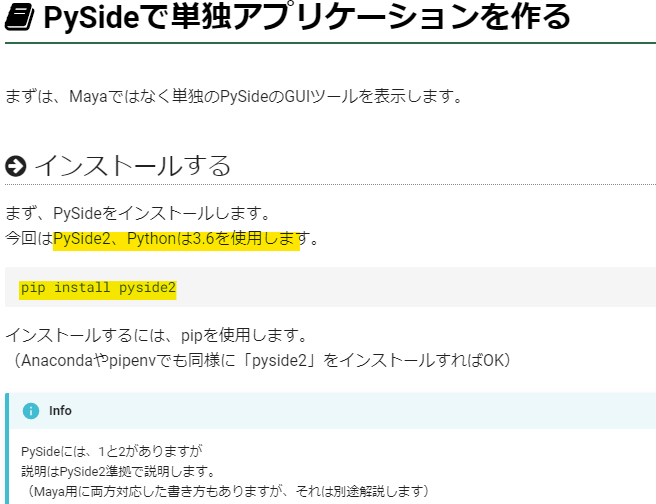 PySideで単独アプリケーションを作る
まずは、Mayaではなく単独のPySideのGUIツールを表示します。
インストールする
まず、PySideをインストールします。
今回はPySide2、Pythonは3.6を使用します。
pip install pyside2
インストールするには、pipを使用します。
（Anacondaやpipenvでも同様に「pyside2」をインストールすればOK）
Info
PySideには、1と2がありますが
説明はPySide2準拠で説明します。
（Maya用に両方対応した書き方もありますが、それは別途解説します）